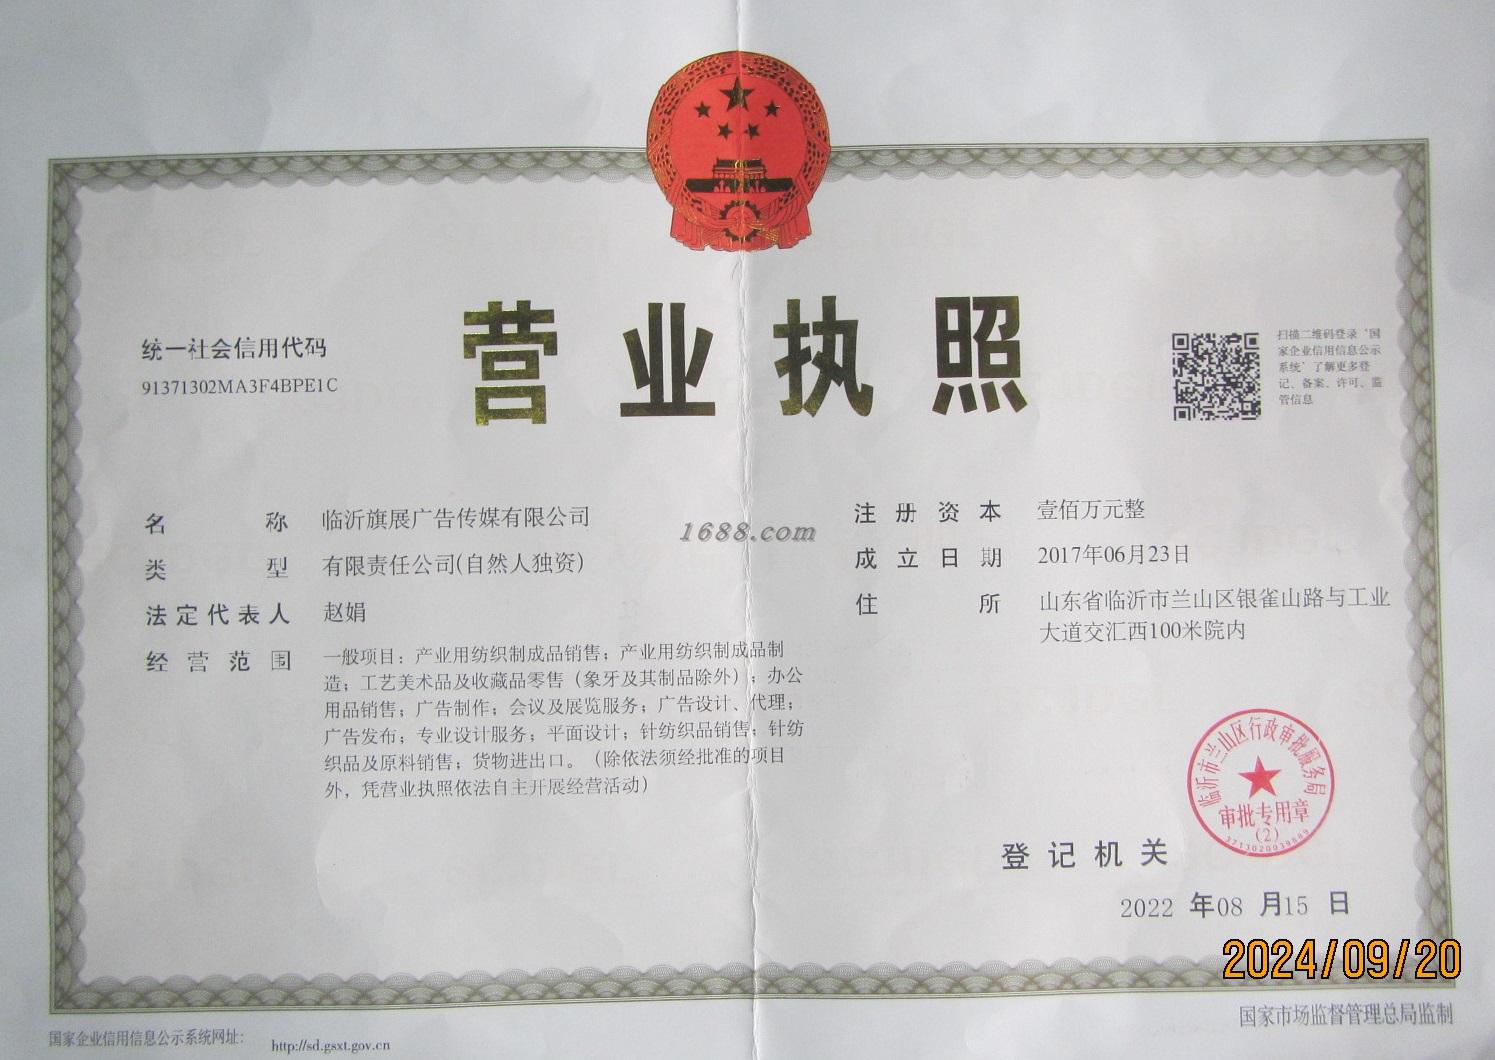 营业执照
统一社会信用代码
91371302MA3F4BPE1C
扫描二维码登录‘国
家企业信用信息公示
系统’了解更多登
记、备案、许可、监
管信息
名称 临沂旗展广告传媒有限公司
类型 有限责任公司(自然人独资)
法定代表人 赵娟
经营范围 一般项目：产业用纺织制成品销售；产业用纺织制成品制
造；工艺美术品及收藏品零售（象牙及其制品除外）；办公
用品销售；广告制作；会议及展览服务；广告设计、代理；
广告发布；专业设计服务；平面设计；针纺织品销售；针纺
织品及原料销售；货物进出口。（除依法须经批准的项目
外，凭营业执照依法自主开展经营活动）
1688.com
注册资本 壹佰万元整
成立日期 2017年06月23日
住所 山东省临沂市兰山区银雀山路与工业
大道交汇西100米院内
临沂市兰山区行政审批服务局
审批专用章
(2)
登记机关
2022 年08 月15 日
2024/09/20
国家企业信用信息公示系统网址：
http://sd.gsxt.gov.cn
国家市场监督管理总局监制